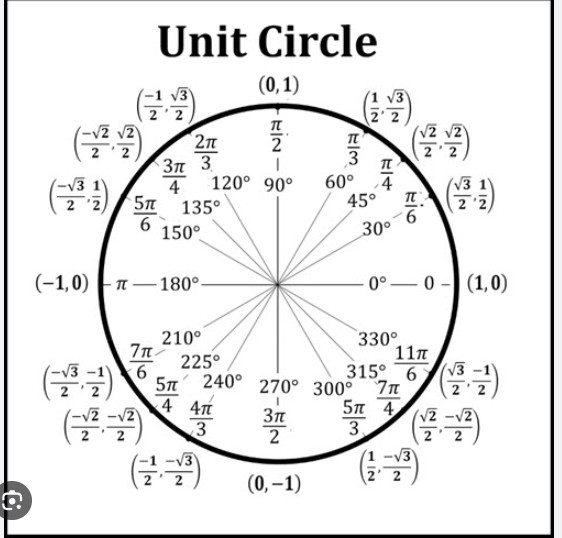 Unit Circle
(0, 1)
(-1/2, √3/2)
(1/2, √3/2)
(-√2/2, √2/2)
(√2/2, √2/2)
(-√3/2, 1/2)
(√3/2, 1/2)
π/2
2π/3
π/3
3π/4
π/4
5π/6
π/6
120° 90° 60°
135° 45°
150° 30°
(-1, 0) π 180° 0° 0 (1, 0)
210° 330°
7π/6 225° 315° 11π/6
5π/4 240° 270° 300° 7π/4
4π/3 3π/2 5π/3
(-√3/2, -1/2)
(√3/2, -1/2)
(-√2/2, -√2/2)
(√2/2, -√2/2)
(-1/2, -√3/2)
(1/2, -√3/2)
(0, -1)